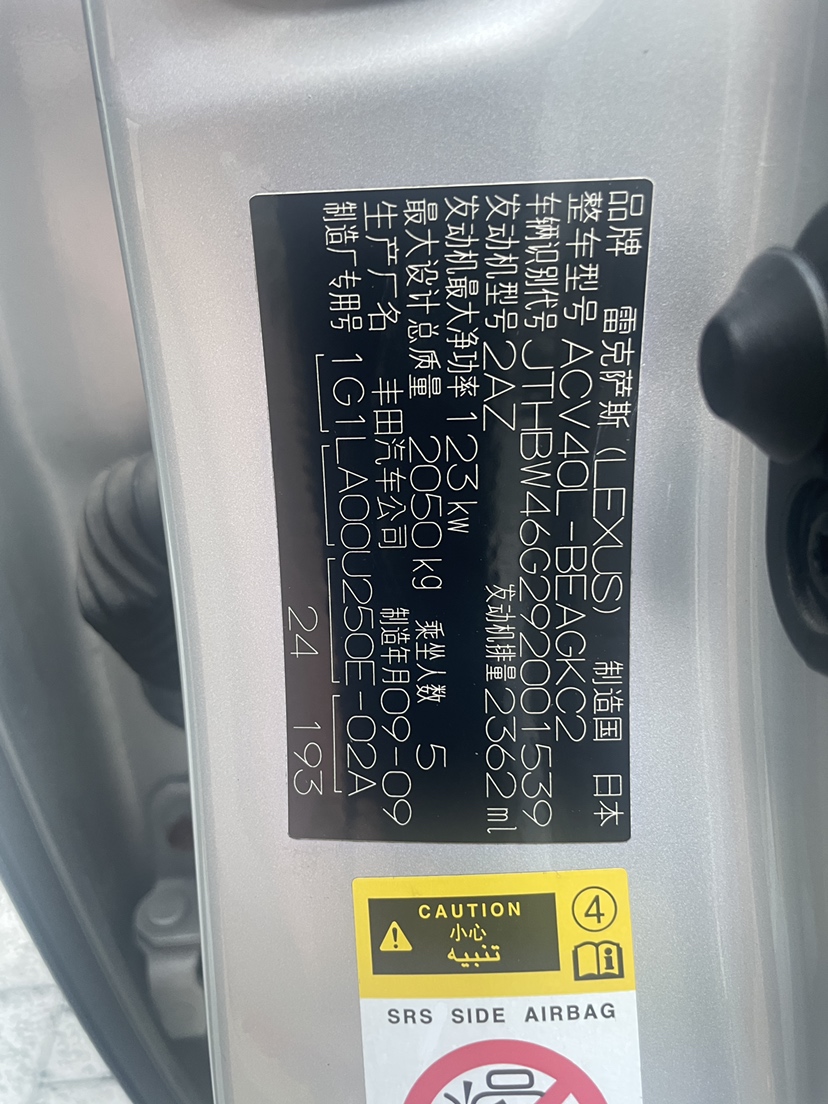 品牌 雷克萨斯 (LEXUS) 制造国 日本
整车型号 ACV40L-BEAGKC2
车辆识别代号 JTHBW46G292001539
发动机型号 2AZ 发动机排量 2362 ml
发动机最大净功率 123 kw
最大设计总质量 2050 kg 乘坐人数 5
生产厂名 丰田汽车公司 制造年月 09-09
制造厂专用号 1G1LA00U250E-02A
24 193
CAUTION
小心
تنبيه
4
SRS SIDE AIRBAG